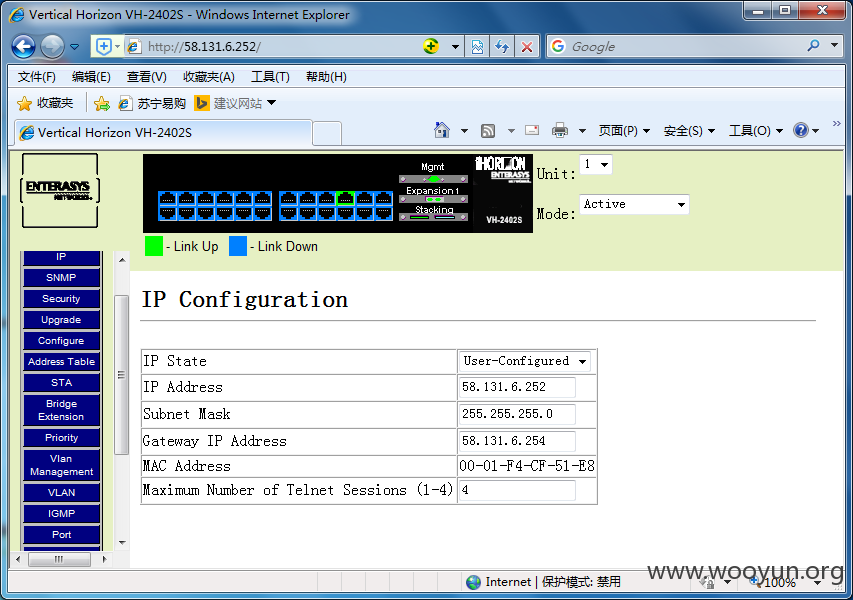 Vertical Horizon VH-2402S - Windows Internet Explorer
http://58.131.6.252/
Google
文件(F) 编辑(E) 查看(V) 收藏夹(A) 工具(T) 帮助(H)
收藏夹 苏宁易购 建议网站
Vertical Horizon VH-2402S
页面(P) 安全(S) 工具(O)
ENTERASYS
NETWORKS
Mgmt
Expansion 1
Stacking
HORIZON
ENTERASYS
NETWORKS
VH-2402S
Unit: 1
Mode: Active
- Link Up - Link Down
IP
SNMP
Security
Upgrade
Configure
Address Table
STA
Bridge
Extension
Priority
Vlan
Management
VLAN
IGMP
Port
IP Configuration
IP State User-Configured
IP Address 58.131.6.252
Subnet Mask 255.255.255.0
Gateway IP Address 58.131.6.254
MAC Address 00-01-F4-CF-51-E8
Maximum Number of Telnet Sessions (1-4) 4
Internet | 保护模式: 禁用
100%
www.wooyun.org